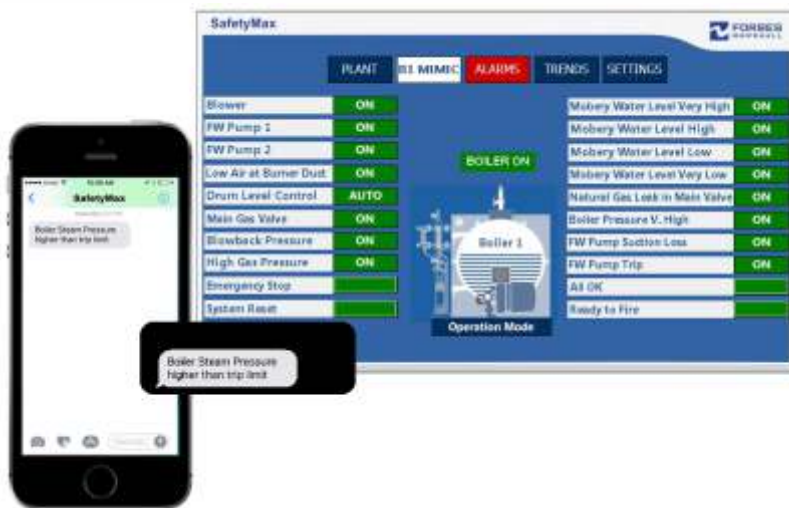 SafetyMax
FORBES
MARSHALL
PLANT
B1 MIMIC
ALARMS
TRENDS
SETTINGS
Blower ON
FW Pump 1 ON
FW Pump 2 ON
Low Air at Burner Dust ON
Drum Level Control AUTO
Main Gas Valve ON
Blowback Pressure ON
High Gas Pressure ON
Emergency Stop
System Reset
BOILER ON
Boiler 1
Operation Mode
Mobery Water Level Very High ON
Mobery Water Level High ON
Mobery Water Level Low ON
Mobery Water Level Very Low ON
Natural Gas Leak in Main Valve ON
Boiler Pressure V. High ON
FW Pump Suction Loss ON
FW Pump Trip ON
All OK
Ready to Fire
SafetyMax
Boiler Steam Pressure
higher than trip limit
Boiler Steam Pressure
higher than trip limit